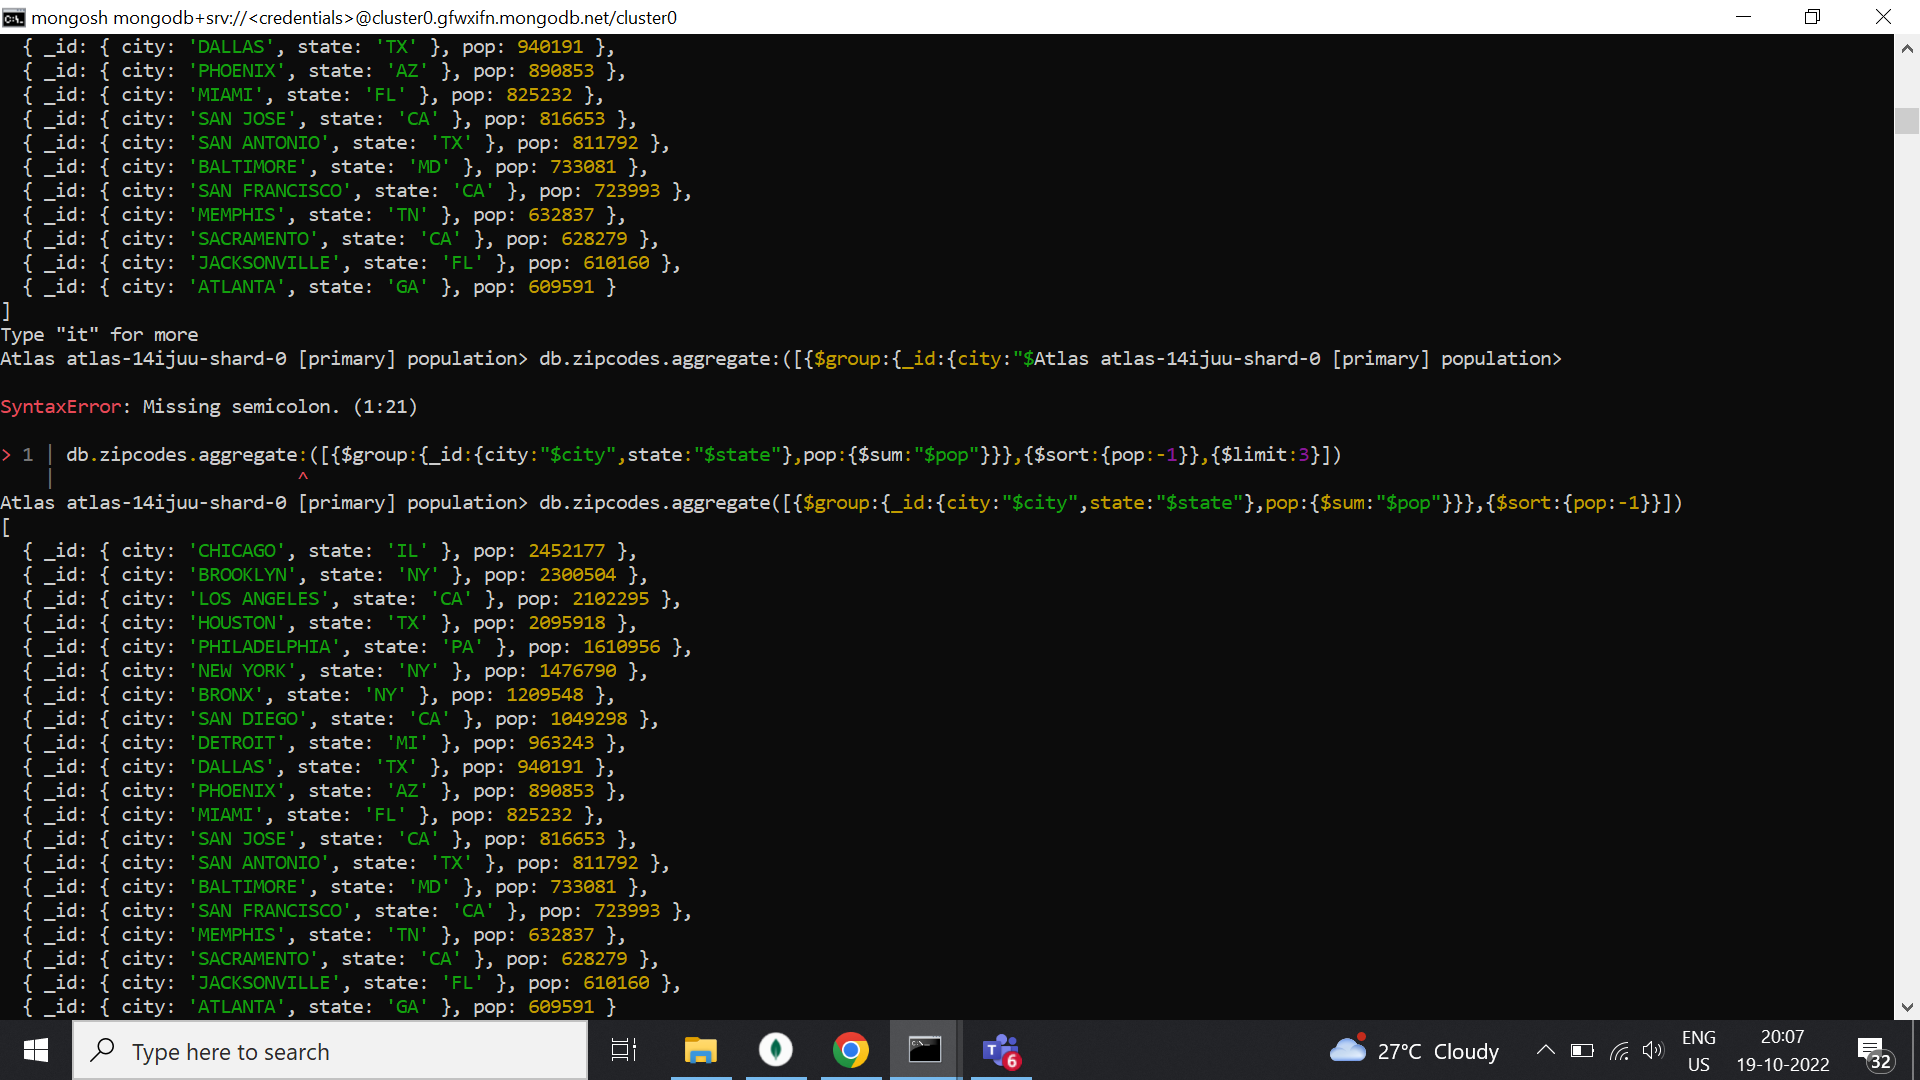 mongosh mongodb+srv://<credentials>@cluster0.gfwxifn.mongodb.net/cluster0
{ _id: { city: 'DALLAS', state: 'TX' }, pop: 940191 },
{ _id: { city: 'PHOENIX', state: 'AZ' }, pop: 890853 },
{ _id: { city: 'MIAMI', state: 'FL' }, pop: 825232 },
{ _id: { city: 'SAN JOSE', state: 'CA' }, pop: 816653 },
{ _id: { city: 'SAN ANTONIO', state: 'TX' }, pop: 811792 },
{ _id: { city: 'BALTIMORE', state: 'MD' }, pop: 733081 },
{ _id: { city: 'SAN FRANCISCO', state: 'CA' }, pop: 723993 },
{ _id: { city: 'MEMPHIS', state: 'TN' }, pop: 632837 },
{ _id: { city: 'SACRAMENTO', state: 'CA' }, pop: 628279 },
{ _id: { city: 'JACKSONVILLE', state: 'FL' }, pop: 610160 },
{ _id: { city: 'ATLANTA', state: 'GA' }, pop: 609591 }
]
Type "it" for more
Atlas atlas-14ijuu-shard-0 [primary] population> db.zipcodes.aggregate:([{$group:{_id:{city:"$Atlas atlas-14ijuu-shard-0 [primary] population>
SyntaxError: Missing semicolon. (1:21)
> 1 | db.zipcodes.aggregate:([{$group:{_id:{city:"$city",state:"$state"},pop:{$sum:"$pop"}}},{$sort:{pop:-1}},{$limit:3}])
| ^
Atlas atlas-14ijuu-shard-0 [primary] population> db.zipcodes.aggregate([{$group:{_id:{city:"$city",state:"$state"},pop:{$sum:"$pop"}}},{$sort:{pop:-1}}])
[
{ _id: { city: 'CHICAGO', state: 'IL' }, pop: 2452177 },
{ _id: { city: 'BROOKLYN', state: 'NY' }, pop: 2300504 },
{ _id: { city: 'LOS ANGELES', state: 'CA' }, pop: 2102295 },
{ _id: { city: 'HOUSTON', state: 'TX' }, pop: 2095918 },
{ _id: { city: 'PHILADELPHIA', state: 'PA' }, pop: 1610956 },
{ _id: { city: 'NEW YORK', state: 'NY' }, pop: 1476790 },
{ _id: { city: 'BRONX', state: 'NY' }, pop: 1209548 },
{ _id: { city: 'SAN DIEGO', state: 'CA' }, pop: 1049298 },
{ _id: { city: 'DETROIT', state: 'MI' }, pop: 963243 },
{ _id: { city: 'DALLAS', state: 'TX' }, pop: 940191 },
{ _id: { city: 'PHOENIX', state: 'AZ' }, pop: 890853 },
{ _id: { city: 'MIAMI', state: 'FL' }, pop: 825232 },
{ _id: { city: 'SAN JOSE', state: 'CA' }, pop: 816653 },
{ _id: { city: 'SAN ANTONIO', state: 'TX' }, pop: 811792 },
{ _id: { city: 'BALTIMORE', state: 'MD' }, pop: 733081 },
{ _id: { city: 'SAN FRANCISCO', state: 'CA' }, pop: 723993 },
{ _id: { city: 'MEMPHIS', state: 'TN' }, pop: 632837 },
{ _id: { city: 'SACRAMENTO', state: 'CA' }, pop: 628279 },
{ _id: { city: 'JACKSONVILLE', state: 'FL' }, pop: 610160 },
{ _id: { city: 'ATLANTA', state: 'GA' }, pop: 609591 }
Type here to search
T 6
27°C Cloudy
ENG
US
20:07
19-10-2022
32